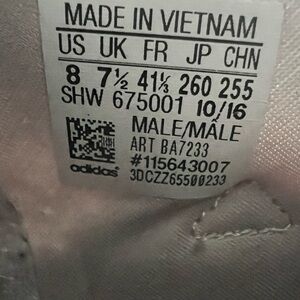 MADE IN VIETNAM
US UK FR JP CHN
8 7½ 41⅓ 260 255
SHW 675001 10/16
MALE/MÂLE
ART BA7233
#115643007
adidas 3DCZZ65500233